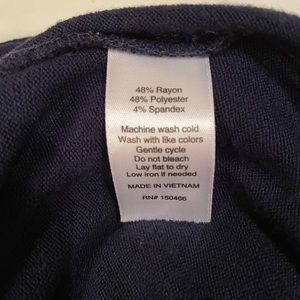 48% Rayon
48% Polyester
4% Spandex
Machine wash cold
Wash with like colors
Gentle cycle
Do not bleach
Lay flat to dry
Low iron if needed
MADE IN VIETNAM
RN# 150466